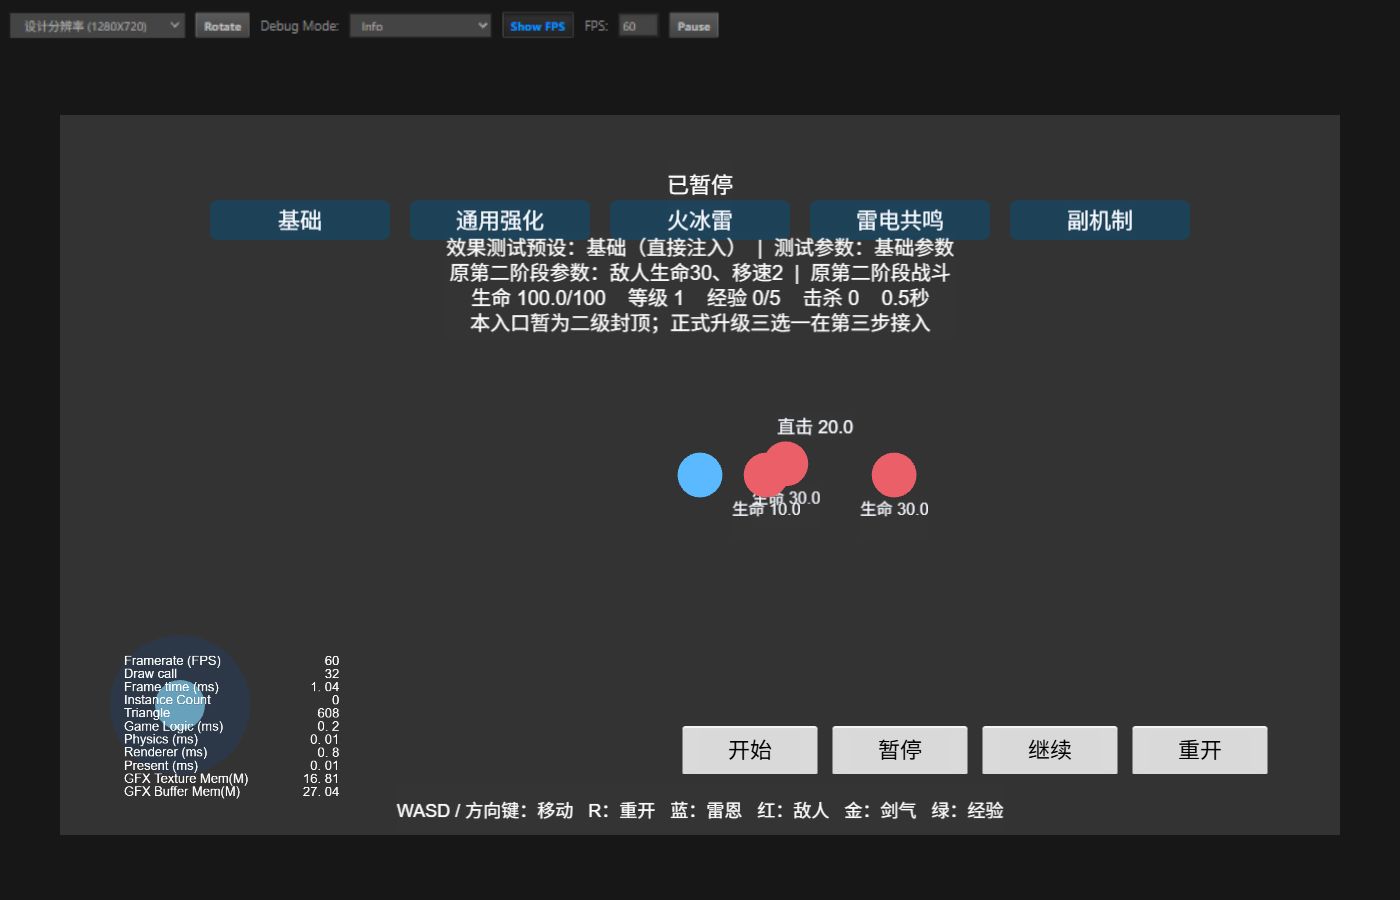 设计分辨率 (1280X720) Rotate Debug Mode: Info Show FPS FPS: 60 Pause
已暂停
基础 通用强化 火冰雷 雷电共鸣 副机制
效果测试预设：基础（直接注入） | 测试参数：基础参数
原第二阶段参数：敌人生命30、移速2 | 原第二阶段战斗
生命 100.0/100 等级 1 经验 0/5 击杀 0 0.5秒
本入口暂为二级封顶；正式升级三选一在第三步接入
直击 20.0
生命 30.0
生命 10.0 生命 30.0
Framerate (FPS) 60
Draw call 32
Frame time (ms) 1. 04
Instance Count 0
Triangle 608
Game Logic (ms) 0. 2
Physics (ms) 0. 01
Renderer (ms) 0. 8
Present (ms) 0. 01
GFX Texture Mem(M) 16. 81
GFX Buffer Mem(M) 27. 04
开始 暂停 继续 重开
WASD / 方向键：移动 R：重开 蓝：雷恩 红：敌人 金：剑气 绿：经验